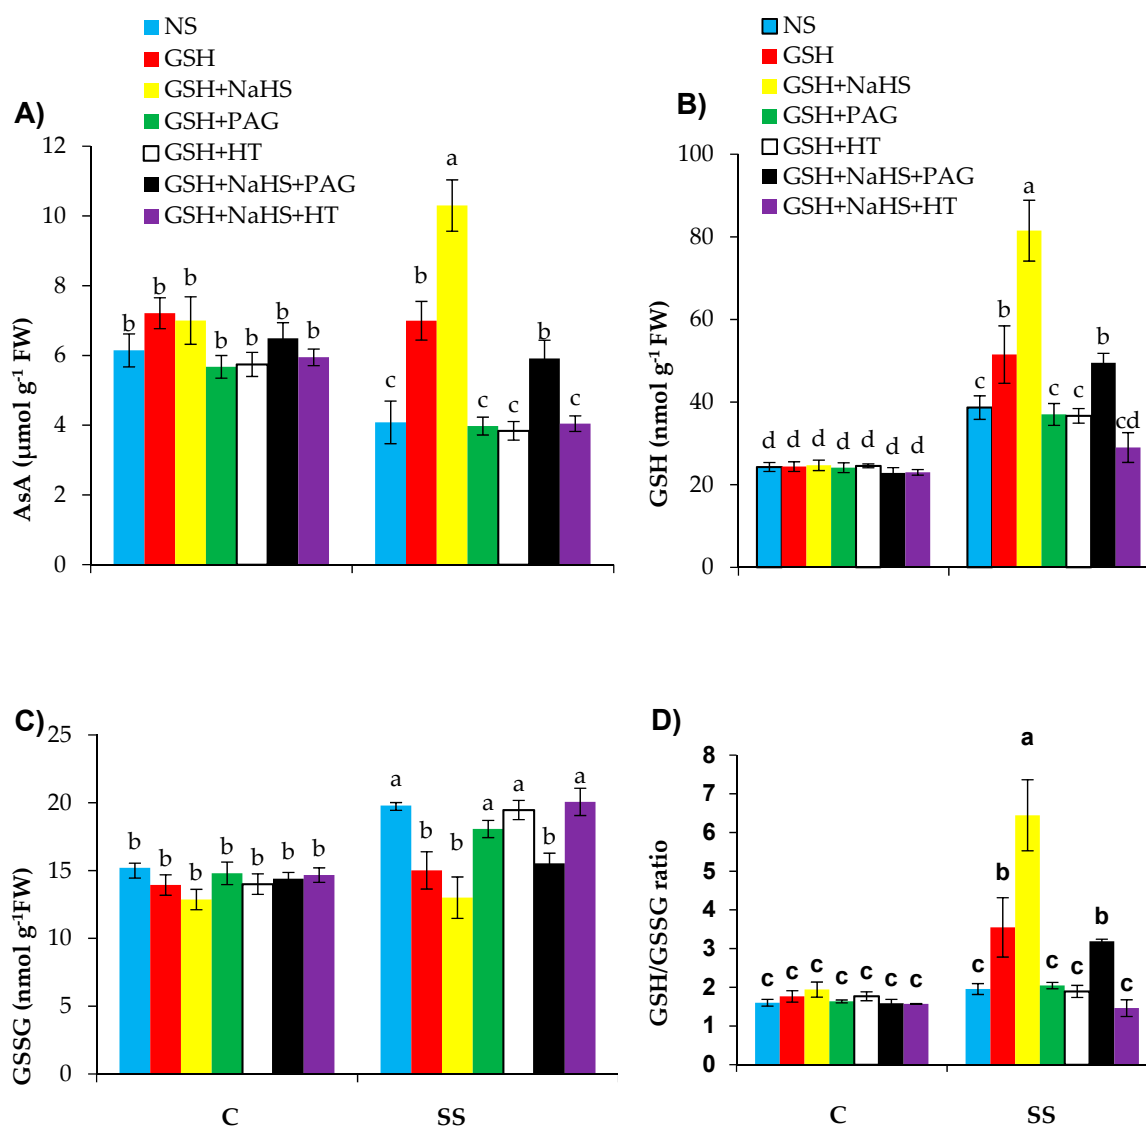 NS
GSH
GSH+NaHS
GSH+PAG
GSH+HT
GSH+NaHS+PAG
GSH+NaHS+HT
A)
12
10
8
6
4
2
0
AsA (µmol g-1 FW)
b b b b b b b
c b a c c b c
NS
GSH
GSH+NaHS
GSH+PAG
GSH+HT
GSH+NaHS+PAG
GSH+NaHS+HT
B)
100
80
60
40
20
0
GSH (nmol g-1 FW)
d d d d d d d
c b a c c b cd
C)
25
20
15
10
5
0
GSSG (nmol g-1FW)
b b b b b b b
a b b a a b a
C SS
D)
8
7
6
5
4
3
2
1
0
GSH/GSSG ratio
c c c c c c c
c b a c c b c
C SS